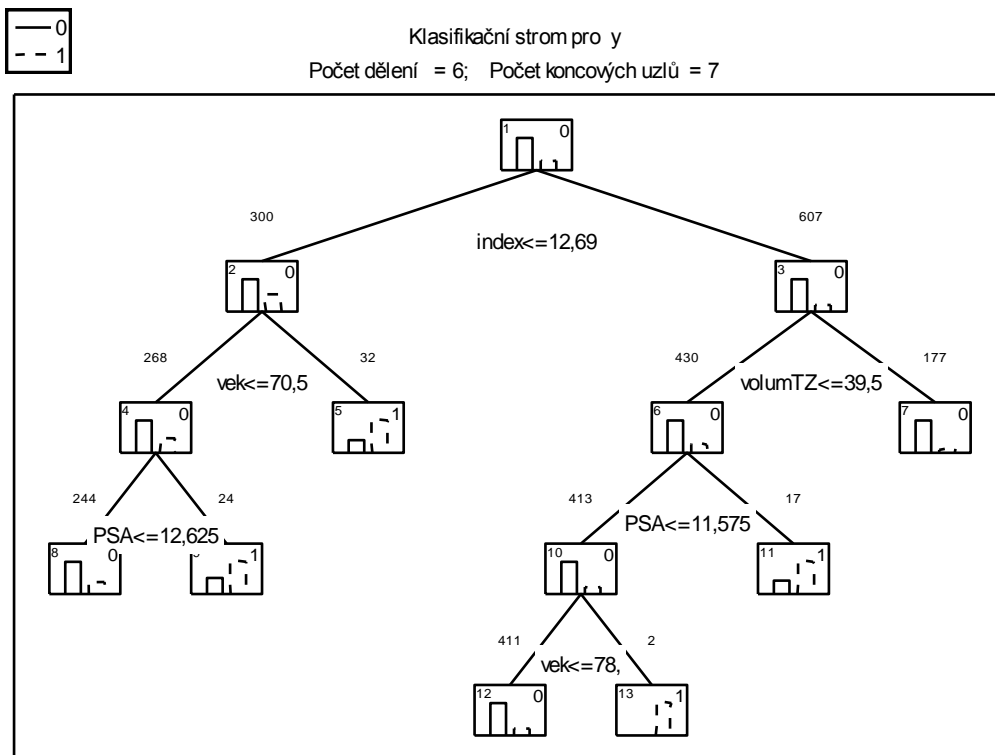 0
1
Klasifikační strom pro y
Počet dělení = 6; Počet koncových uzlů = 7
1 0
300 607
index<=12,69
2 0 3 0
268 32 430 177
vek<=70,5 volumTZ<=39,5
4 0 5 1 6 0 7 0
244 24 413 17
PSA<=12,625 PSA<=11,575
8 0 1 10 0 11 1
411 2
vek<=78,
12 0 13 1